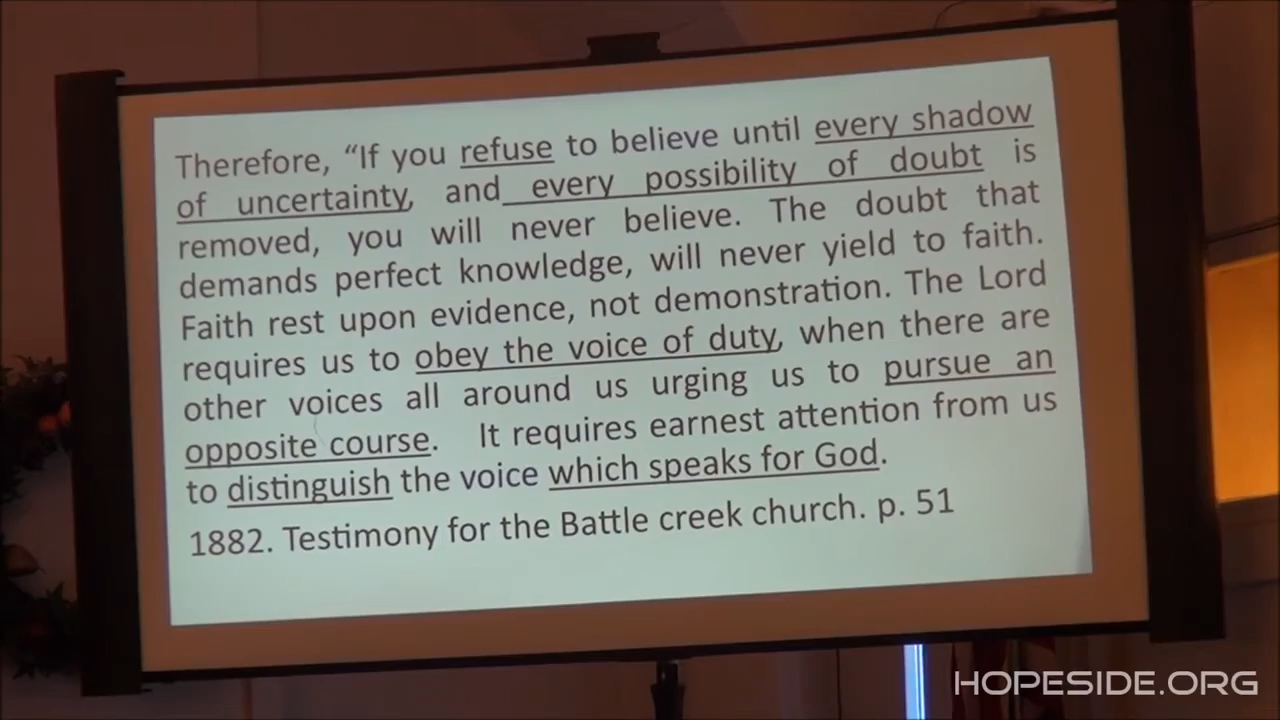 Therefore, “If you refuse to believe until every shadow
of uncertainty, and every possibility of doubt is
removed, you will never believe. The doubt that
demands perfect knowledge, will never yield to faith.
Faith rest upon evidence, not demonstration. The Lord
requires us to obey the voice of duty, when there are
other voices all around us urging us to pursue an
opposite course. It requires earnest attention from us
to distinguish the voice which speaks for God.
1882. Testimony for the Battle creek church. p. 51
HOPESIDE.ORG